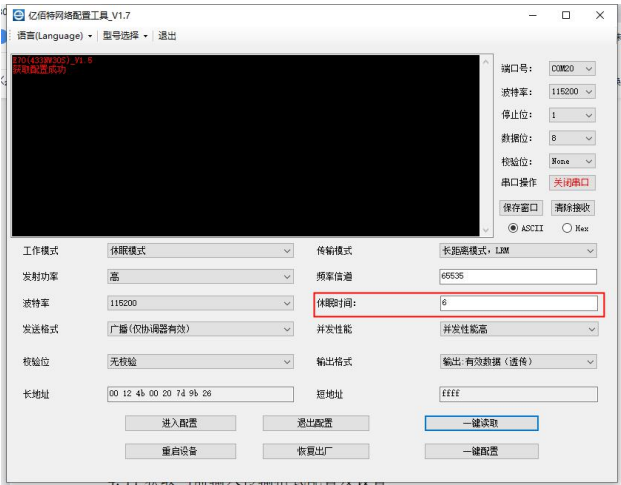 亿佰特网络配置工具_V1.7
语言(Language) 型号选择 退出
E70(433NW30S)_V1.5
获取配置成功
端口号: COM20
波特率: 115200
停止位: 1
数据位: 8
校验位: None
串口操作 关闭串口
保存窗口 清除接收
ASCII Hex
工作模式 休眠模式 传输模式 长距离模式，LRM
发射功率 高 频率信道 65535
波特率 115200 休眠时间: 6
发送格式 广播(仅协调器有效) 并发性能 并发性能高
校验位 无校验 输出格式 输出:有效数据（透传）
长地址 00 12 4b 00 20 7d 9b 26 短地址 ffff
进入配置 退出配置 一键读取
重启设备 恢复出厂 一键配置